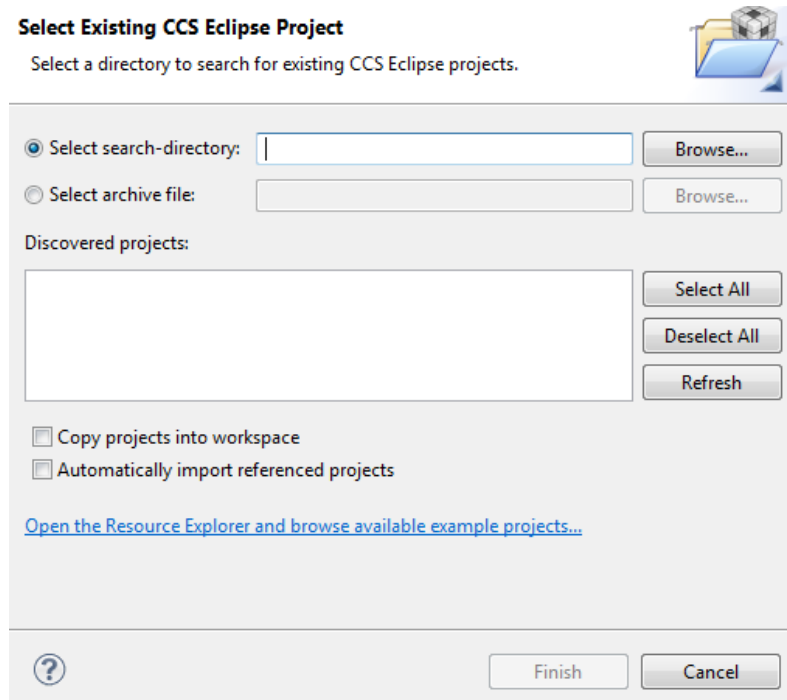 Select Existing CCS Eclipse Project
Select a directory to search for existing CCS Eclipse projects.
Select search-directory:
Browse...
Select archive file:
Browse...
Discovered projects:
Select All
Deselect All
Refresh
Copy projects into workspace
Automatically import referenced projects
Open the Resource Explorer and browse available example projects...
?
Finish
Cancel